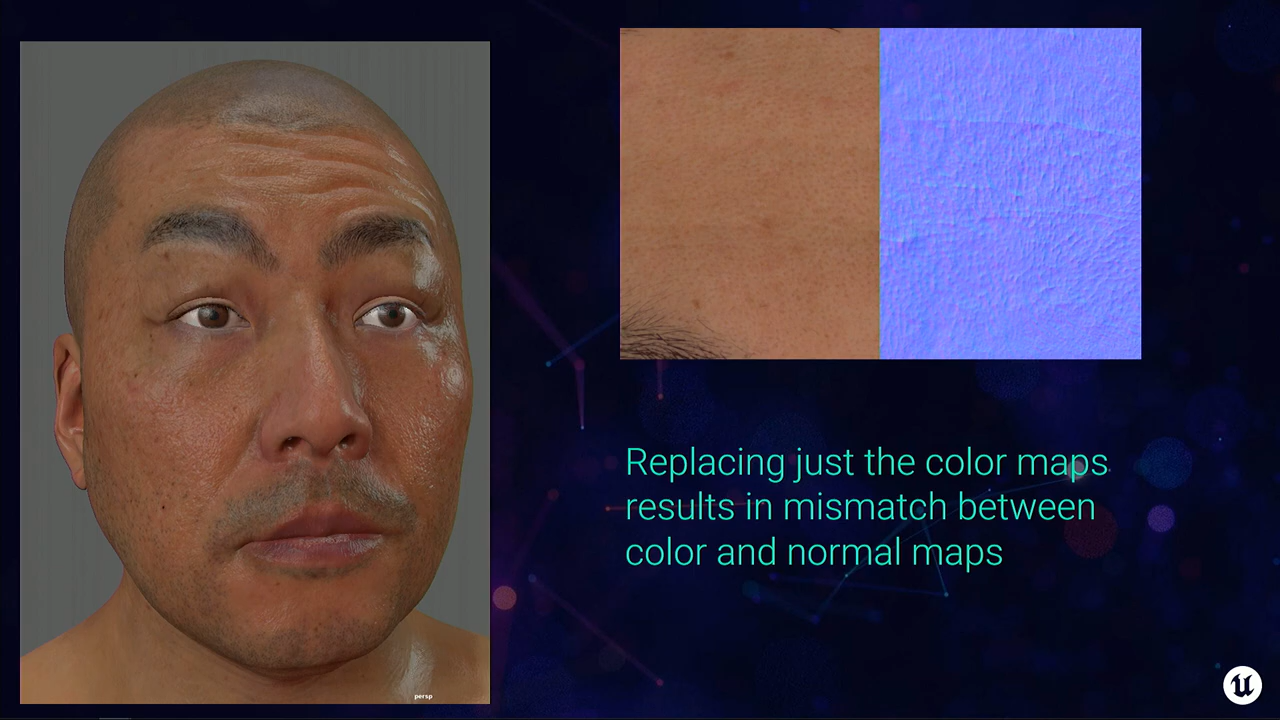 Replacing just the color maps
results in mismatch between
color and normal maps
persp